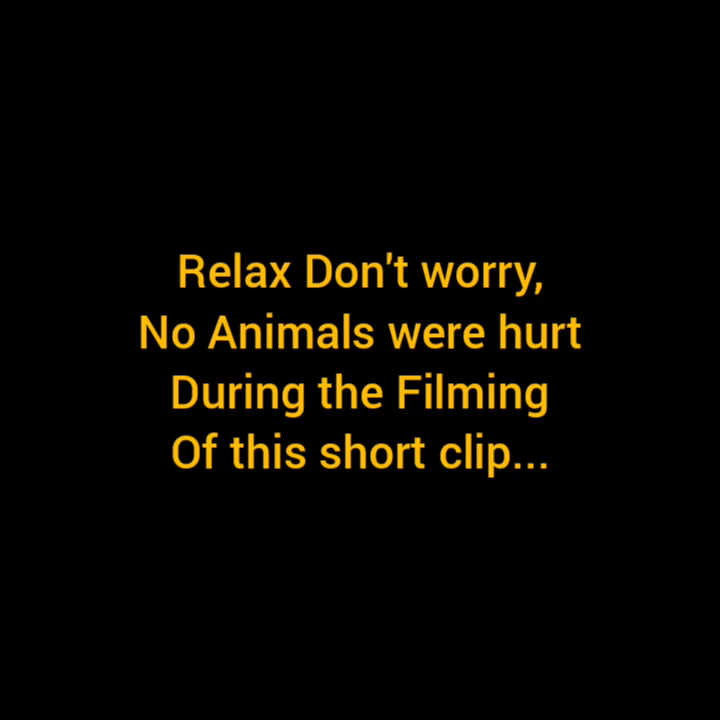 Relax Don't worry,
No Animals were hurt
During the Filming
Of this short clip...